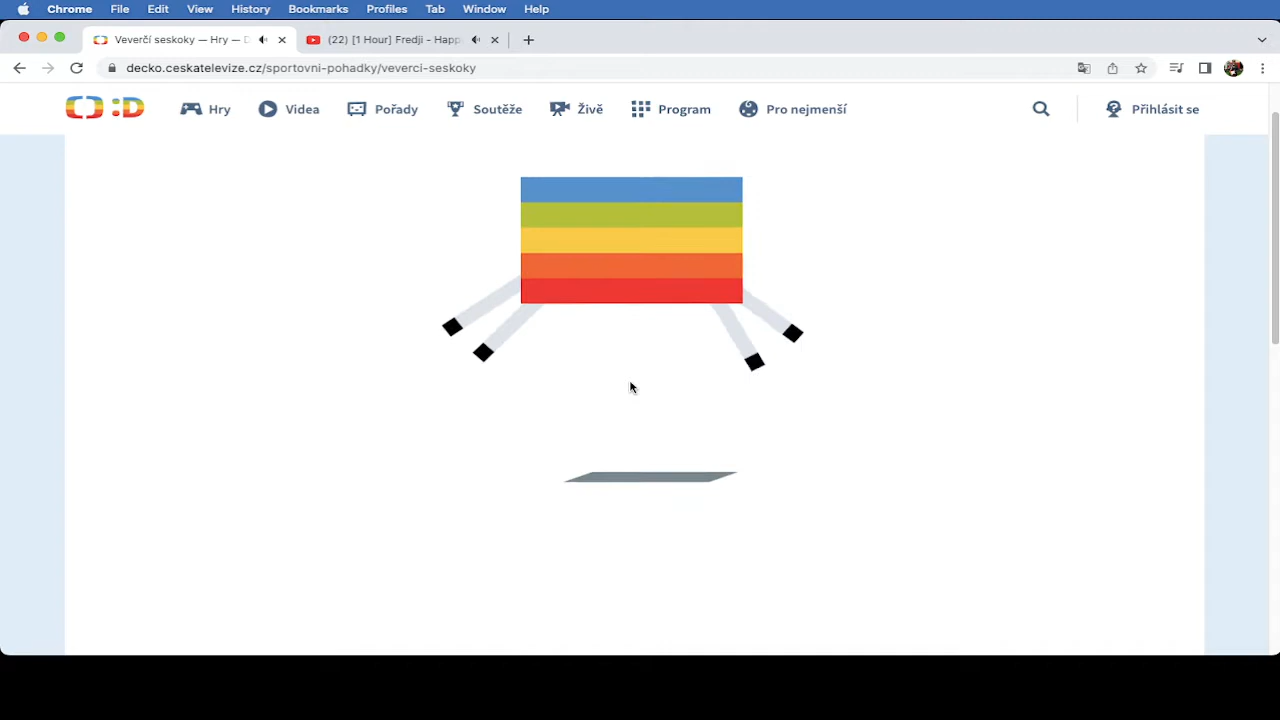 Chrome File Edit View History Bookmarks Profiles Tab Window Help
Veverčí seskoky — Hry — D
(22) [1 Hour] Fredji - Happ
decko.ceskatelevize.cz/sportovni-pohadky/veverci-seskoky
:D Hry Videa Pořady Soutěže Živě Program Pro nejmenší Přihlásit se